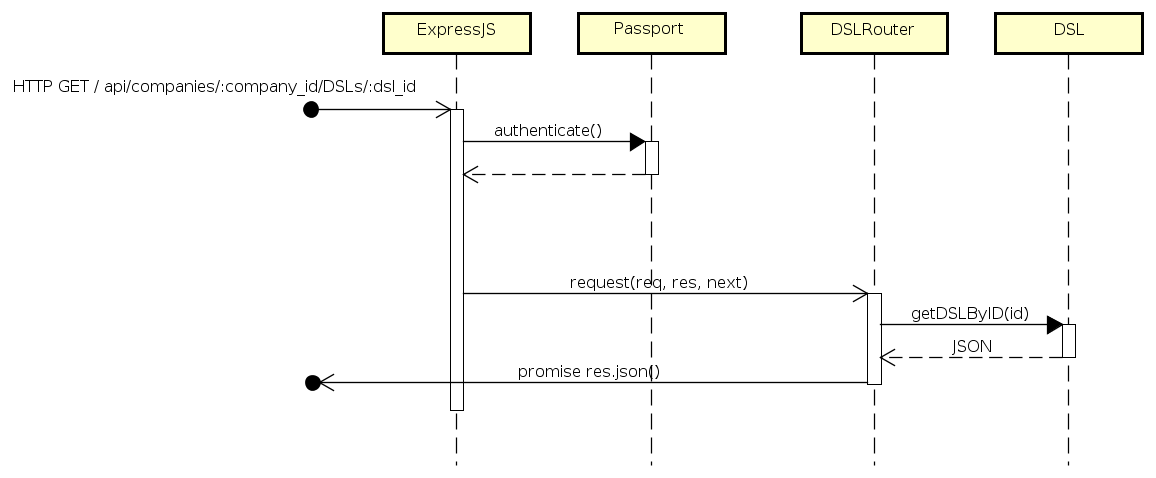 ExpressJS
Passport
DSLRouter
DSL
HTTP GET / api/companies/:company_id/DSLs/:dsl_id
authenticate()
request(req, res, next)
getDSLByID(id)
JSON
promise res.json()